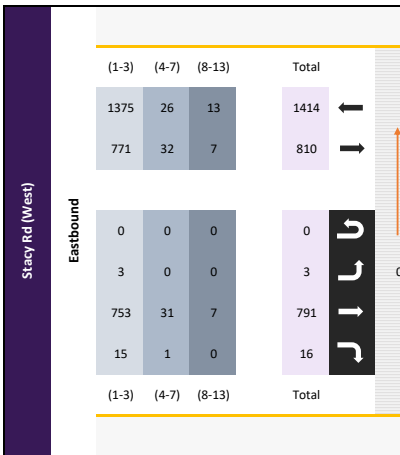 Stacy Rd (West)
Eastbound
(1-3) (4-7) (8-13) Total
1375 26 13 1414
771 32 7 810
0 0 0 0
3 0 0 3
753 31 7 791
15 1 0 16
(1-3) (4-7) (8-13) Total